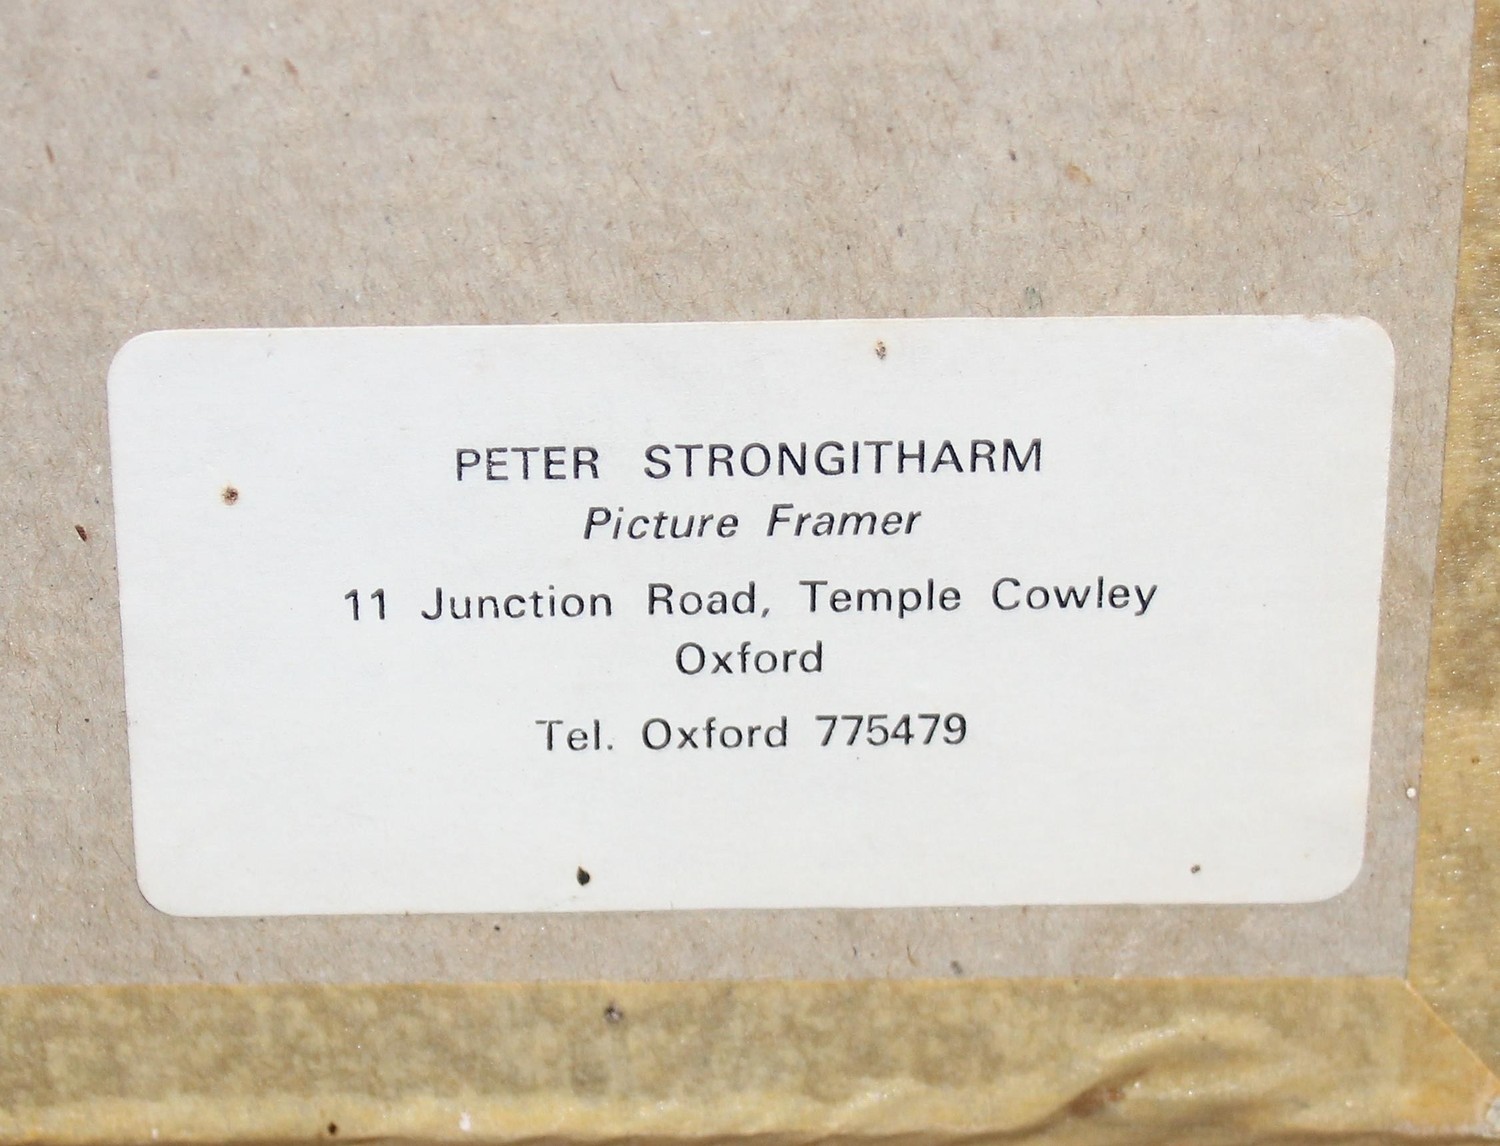 PETER STRONGITHARM
Picture Framer
11 Junction Road, Temple Cowley
Oxford
Tel. Oxford 775479